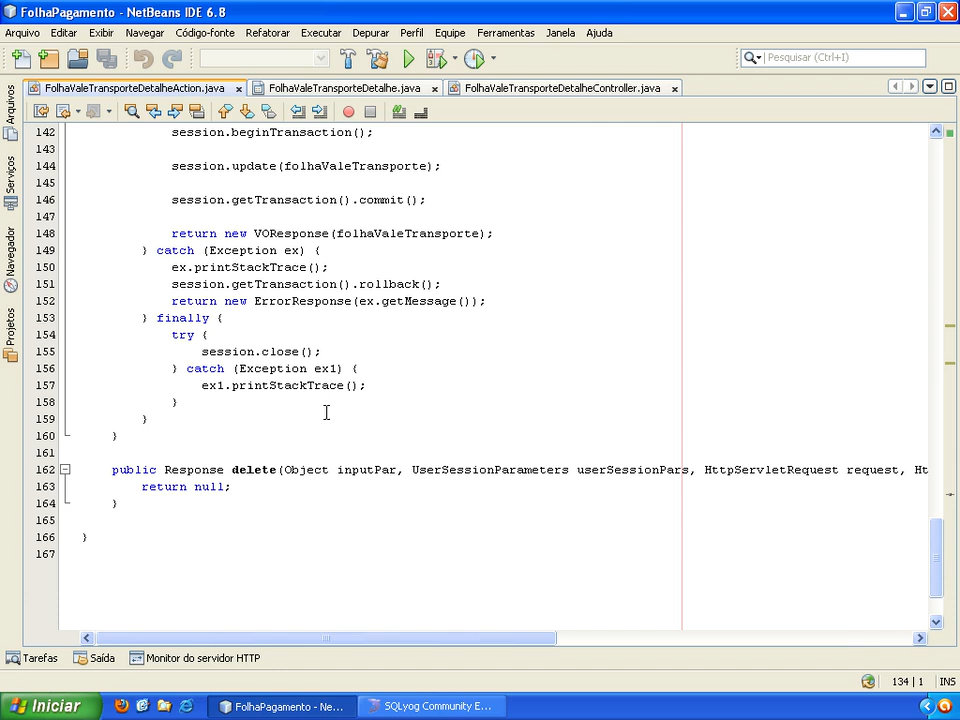 FolhaPagamento - NetBeans IDE 6.8
Arquivo Editar Exibir Navegar Código-fonte Refatorar Executar Depurar Perfil Equipe Ferramentas Janela Ajuda
Pesquisar (Ctrl+I)
FolhaValeTransporteDetalheAction.java x FolhaValeTransporteDetalhe.java x FolhaValeTransporteDetalheController.java x
Arquivos
Serviços
Navegador
Projetos
142 session.beginTransaction();
143
144 session.update(folhaValeTransporte);
145
146 session.getTransaction().commit();
147
148 return new VOResponse(folhaValeTransporte);
149 } catch (Exception ex) {
150 ex.printStackTrace();
151 session.getTransaction().rollback();
152 return new ErrorResponse(ex.getMessage());
153 } finally {
154 try {
155 session.close();
156 } catch (Exception ex1) {
157 ex1.printStackTrace();
158 }
159 }
160 }
161
162 public Response delete(Object inputPar, UserSessionParameters userSessionPars, HttpServletRequest request, Ht
163 return null;
164 }
165
166 }
167
Tarefas Saída Monitor do servidor HTTP
134 | 1 INS
Iniciar FolhaPagamento - Ne... SQLyog Community E...